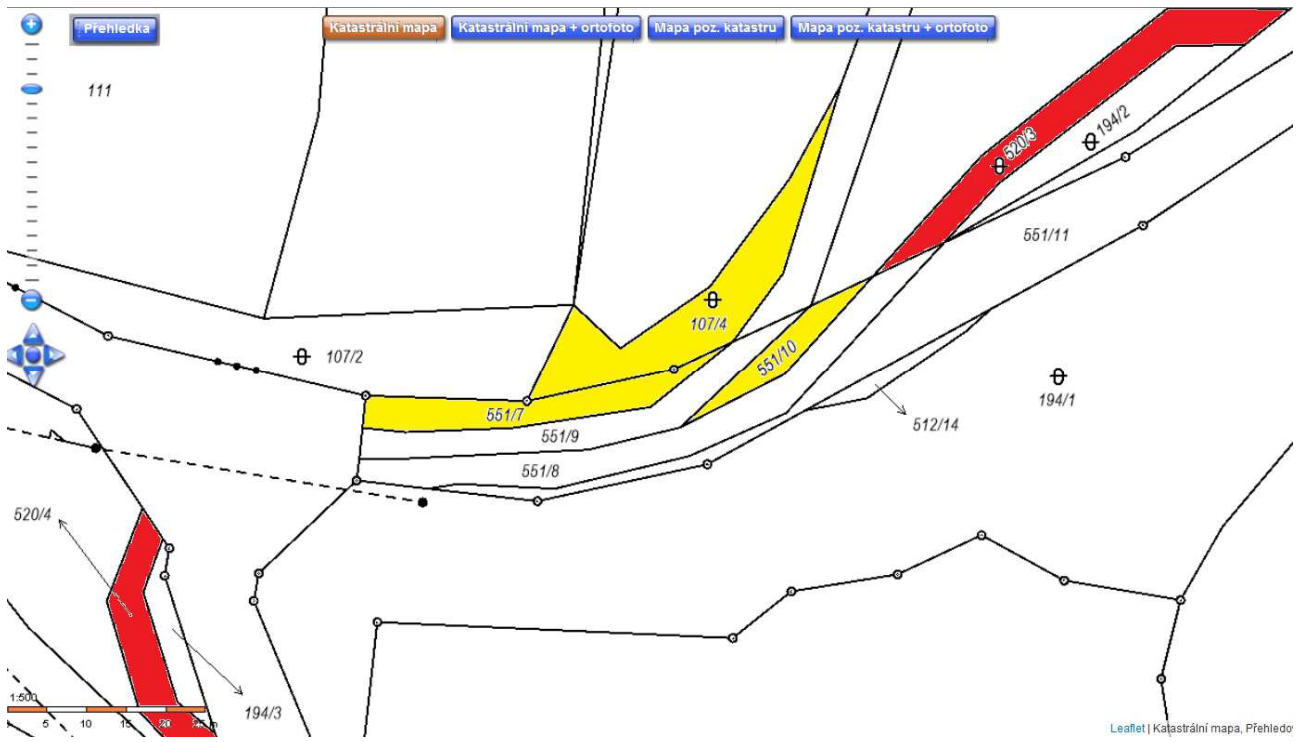 Přehledka
Katastrální mapa
Katastrální mapa + ortofoto
Mapa poz. katastru
Mapa poz. katastru + ortofoto
111
194/2
520/3
551/11
107/4
107/2
551/10
194/1
551/7
512/14
551/9
551/8
520/4
194/3
1:500
5 10 15 20 25 m
Leaflet | Katastrální mapa, Přehledo